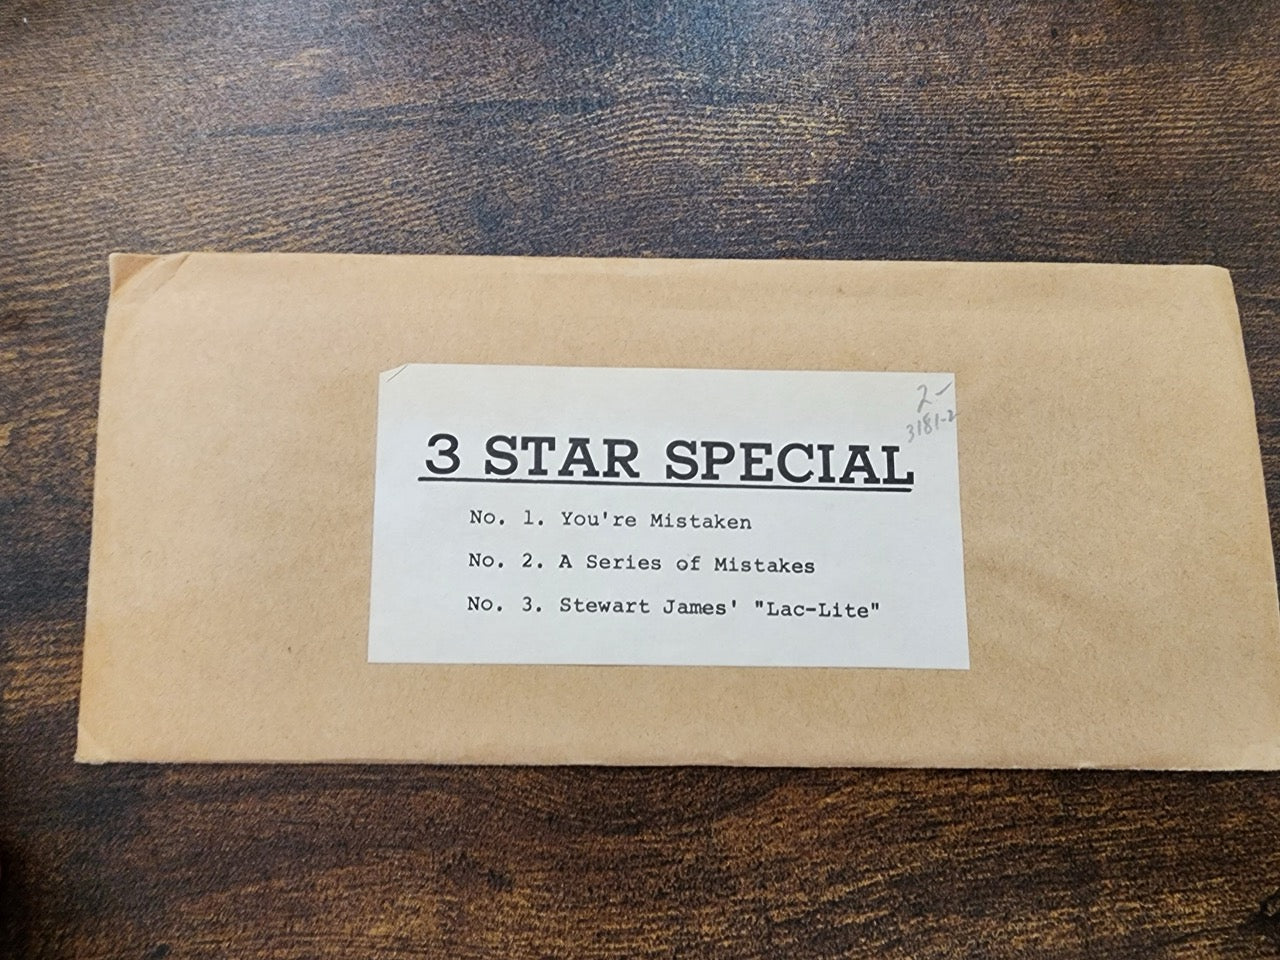 2-
3181-2
3 STAR SPECIAL
No. 1. You're Mistaken
No. 2. A Series of Mistakes
No. 3. Stewart James' "Lac-Lite"